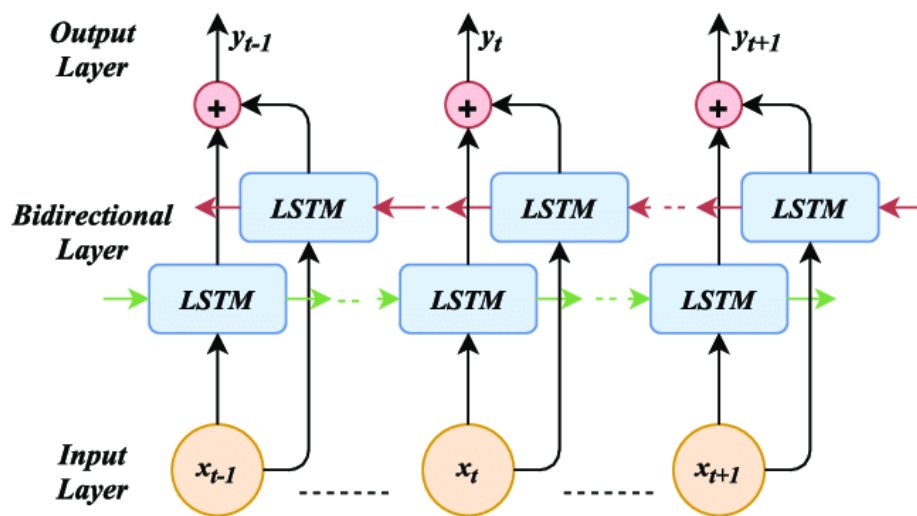 Output
Layer
y_{t-1}
y_t
y_{t+1}
+
+
+
LSTM
LSTM
LSTM
Bidirectional
Layer
LSTM
LSTM
LSTM
Input
Layer
x_{t-1}
x_t
x_{t+1}